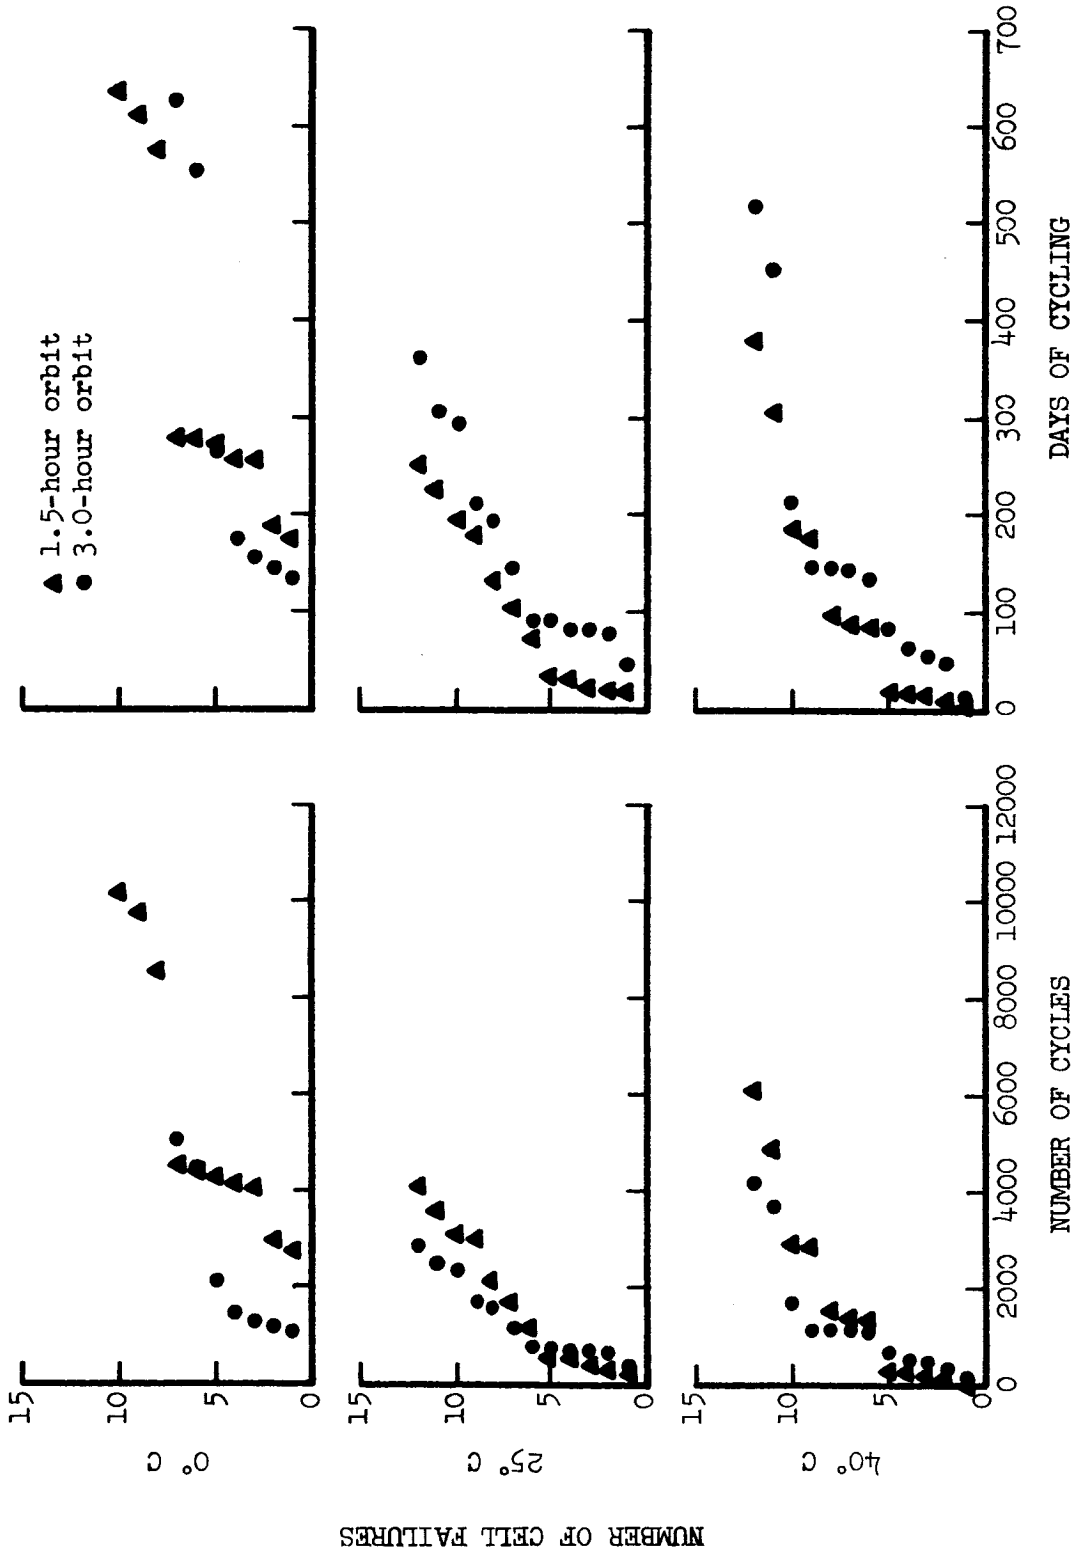 ▲ 1.5-hour orbit
● 3.0-hour orbit
NUMBER OF CELL FAILURES
0° C
15
10
5
0
25° C
15
10
5
0
40° C
15
10
5
0
0 2000 4000 6000 8000 10000 12000
NUMBER OF CYCLES
0 100 200 300 400 500 600 700
DAYS OF CYCLING